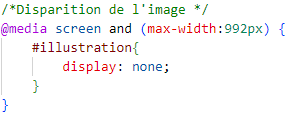 /*Disparition de l'image */
@media screen and (max-width:992px) {
    #illustration{
        display: none;
    }
}